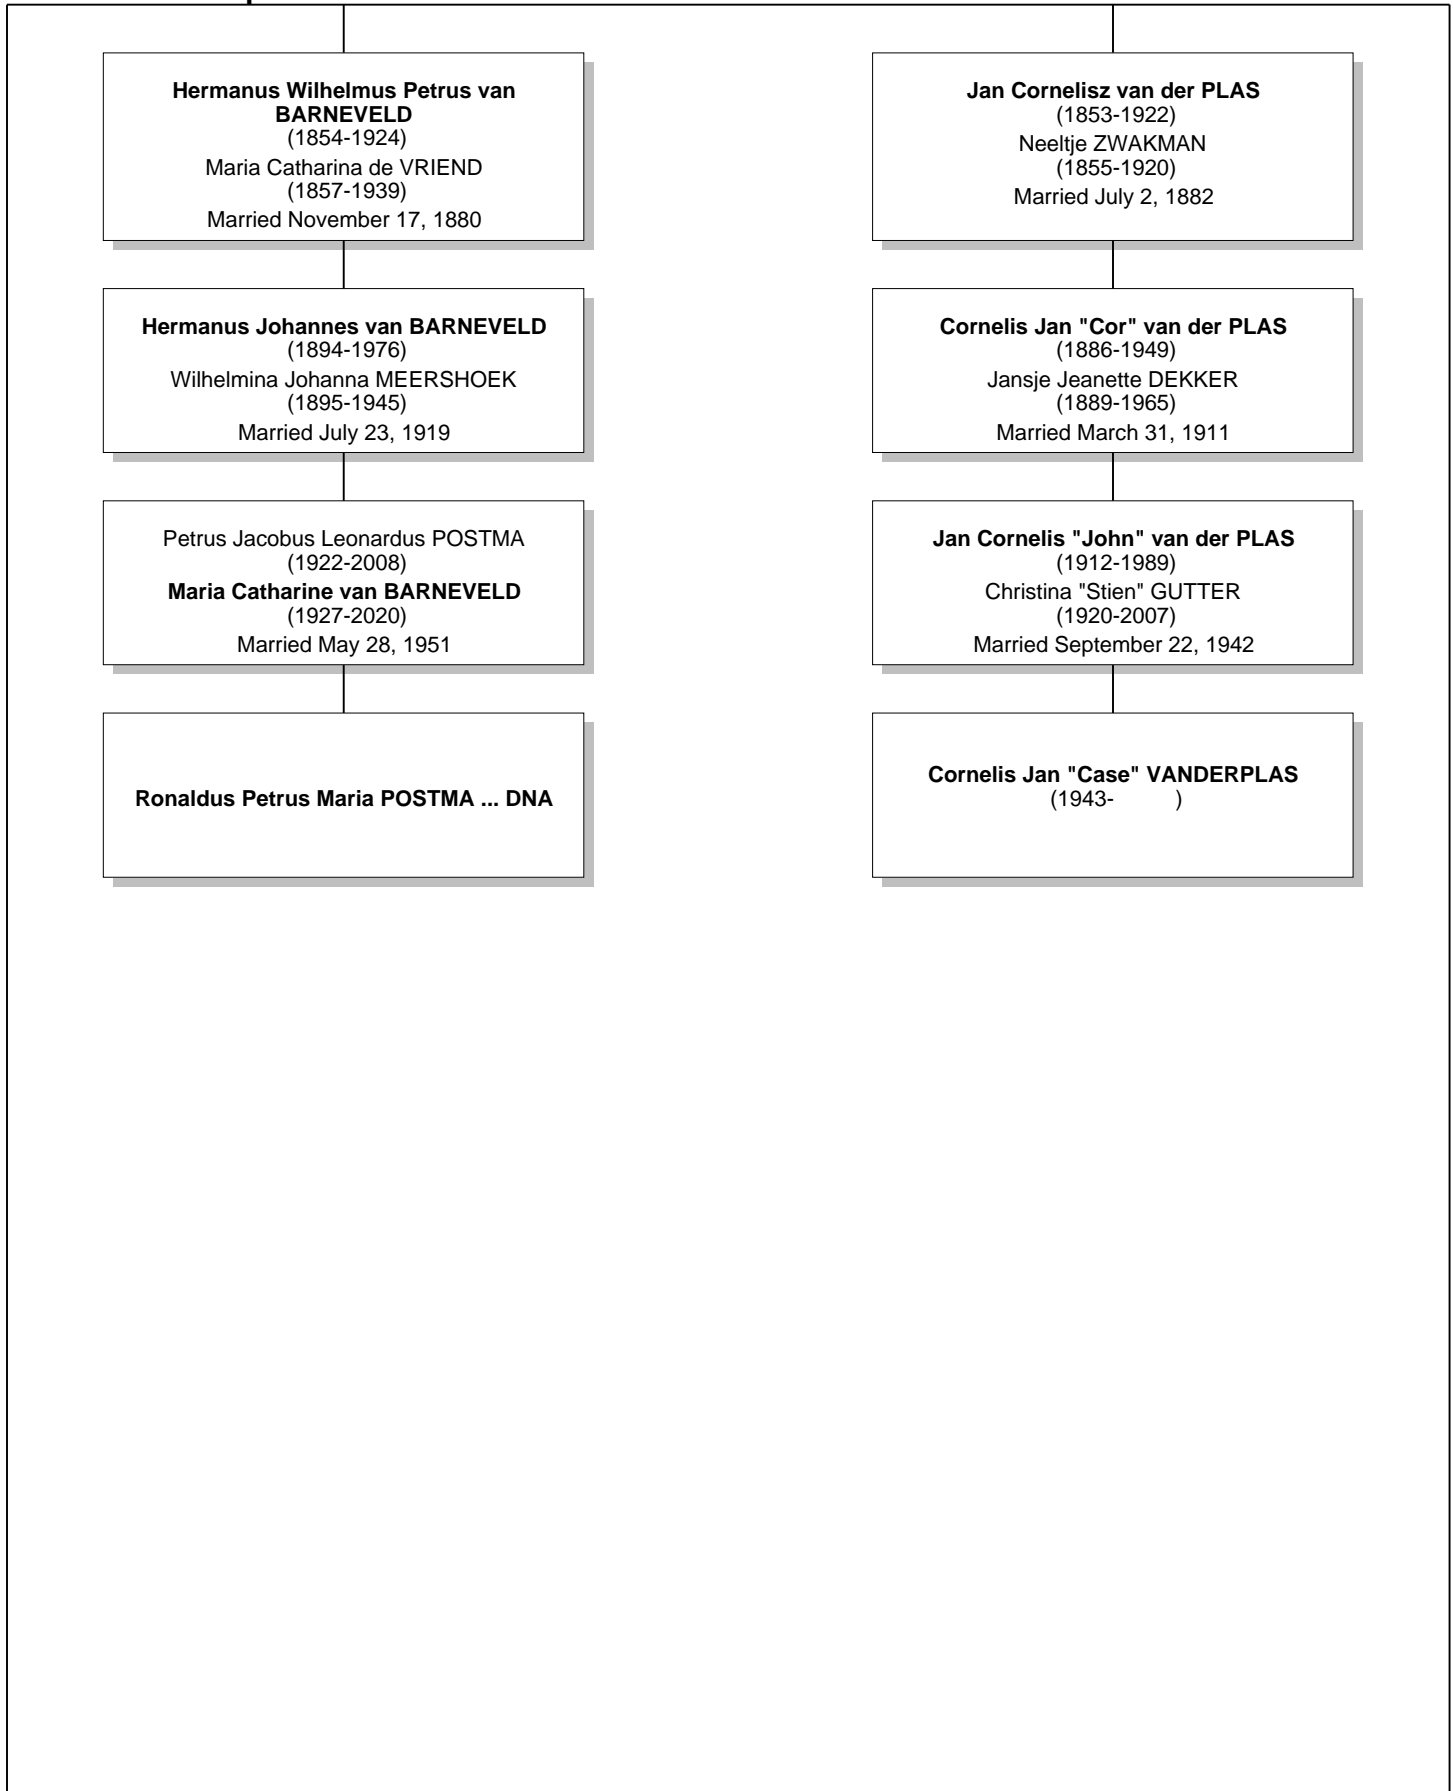 Hermanus Wilhelmus Petrus van
BARNEVELD
(1854-1924)
Maria Catharina de VRIEND
(1857-1939)
Married November 17, 1880
Hermanus Johannes van BARNEVELD
(1894-1976)
Wilhelmina Johanna MEERSHOEK
(1895-1945)
Married July 23, 1919
Petrus Jacobus Leonardus POSTMA
(1922-2008)
Maria Catharine van BARNEVELD
(1927-2020)
Married May 28, 1951
Ronaldus Petrus Maria POSTMA ... DNA
Jan Cornelisz van der PLAS
(1853-1922)
Neeltje ZWAKMAN
(1855-1920)
Married July 2, 1882
Cornelis Jan "Cor" van der PLAS
(1886-1949)
Jansje Jeanette DEKKER
(1889-1965)
Married March 31, 1911
Jan Cornelis "John" van der PLAS
(1912-1989)
Christina "Stien" GUTTER
(1920-2007)
Married September 22, 1942
Cornelis Jan "Case" VANDERPLAS
(1943-          )